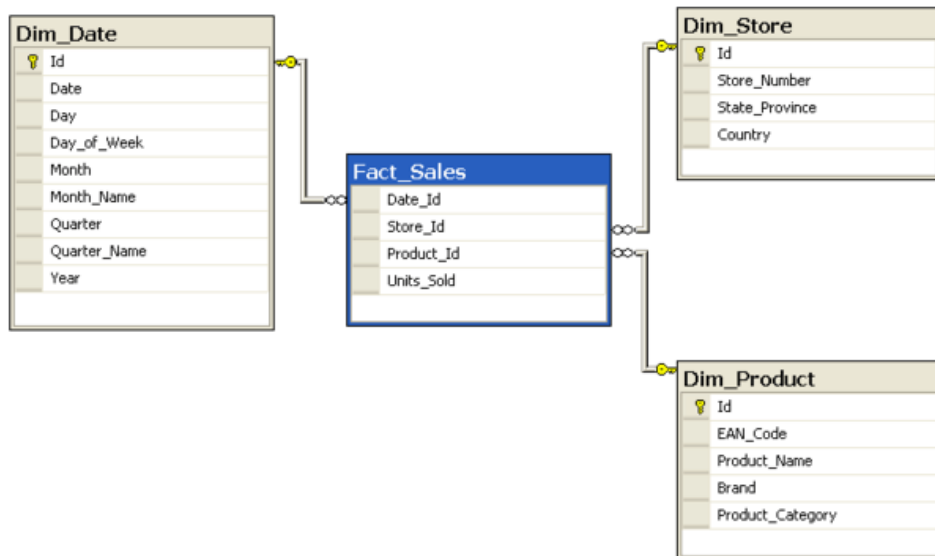 Dim_Date
Id
Date
Day
Day_of_Week
Month
Month_Name
Quarter
Quarter_Name
Year
Fact_Sales
Date_Id
Store_Id
Product_Id
Units_Sold
Dim_Store
Id
Store_Number
State_Province
Country
Dim_Product
Id
EAN_Code
Product_Name
Brand
Product_Category